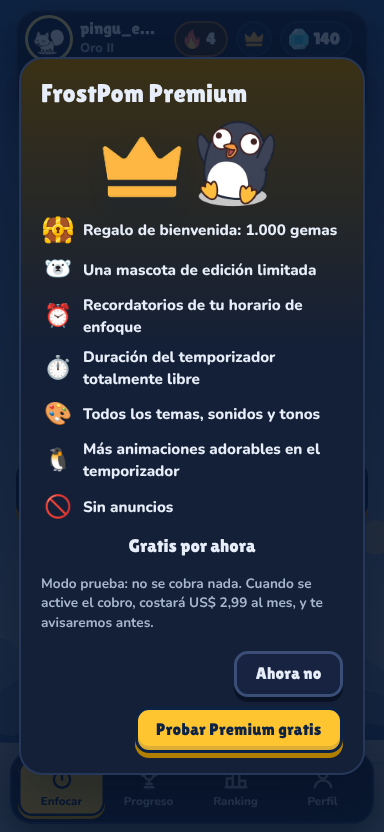 pingu_e...
Oro II
4
140
FrostPom Premium
Regalo de bienvenida: 1.000 gemas
Una mascota de edición limitada
Recordatorios de tu horario de
enfoque
Duración del temporizador
totalmente libre
Todos los temas, sonidos y tonos
Más animaciones adorables en el
temporizador
Sin anuncios
Gratis por ahora
Modo prueba: no se cobra nada. Cuando se
active el cobro, costará US$ 2,99 al mes, y te
avisaremos antes.
Ahora no
Probar Premium gratis
Enfocar
Progreso
Ranking
Perfil